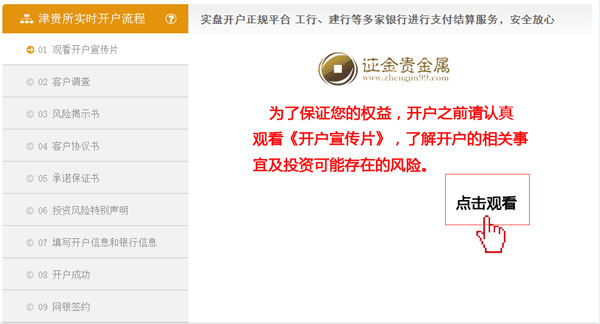 津贵所实时开户流程
?
实盘开户正规平台 工行、建行等多家银行进行支付结算服务，安全放心
01 观看开户宣传片
02 客户调查
03 风险揭示书
04 客户协议书
05 承诺保证书
06 投资风险特别声明
07 填写开户信息和银行信息
08 开户成功
09 网银签约
证金贵金属
www.zhengjin99.com
为了保证您的权益，开户之前请认真
观看《开户宣传片》，了解开户的相关事
宜及投资可能存在的风险。
点击观看